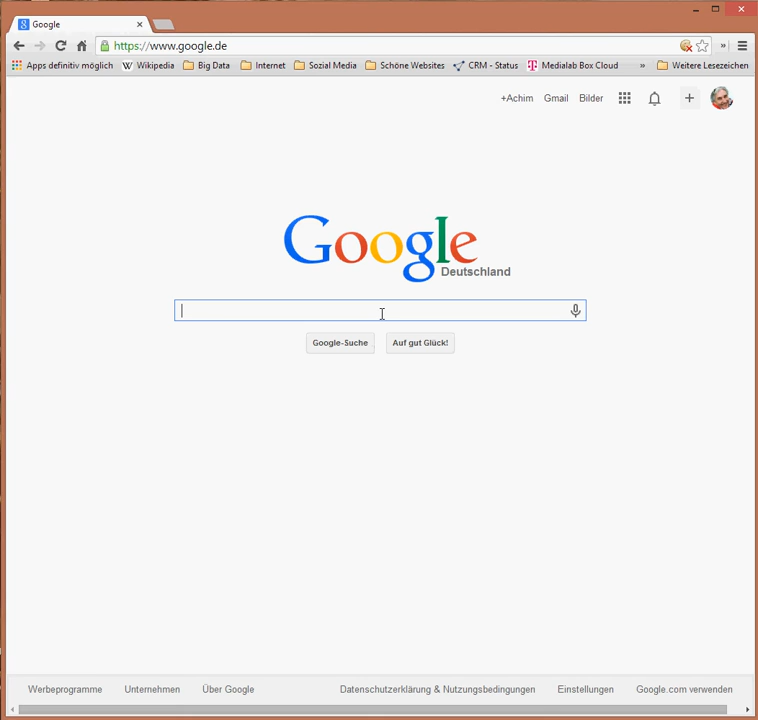 Google
https://www.google.de
Apps definitiv möglich Wikipedia Big Data Internet Sozial Media Schöne Websites CRM - Status Medialab Box Cloud » Weitere Lesezeichen
+Achim Gmail Bilder
Google
Deutschland
Google-Suche Auf gut Glück!
Werbeprogramme Unternehmen Über Google Datenschutzerklärung & Nutzungsbedingungen Einstellungen Google.com verwenden